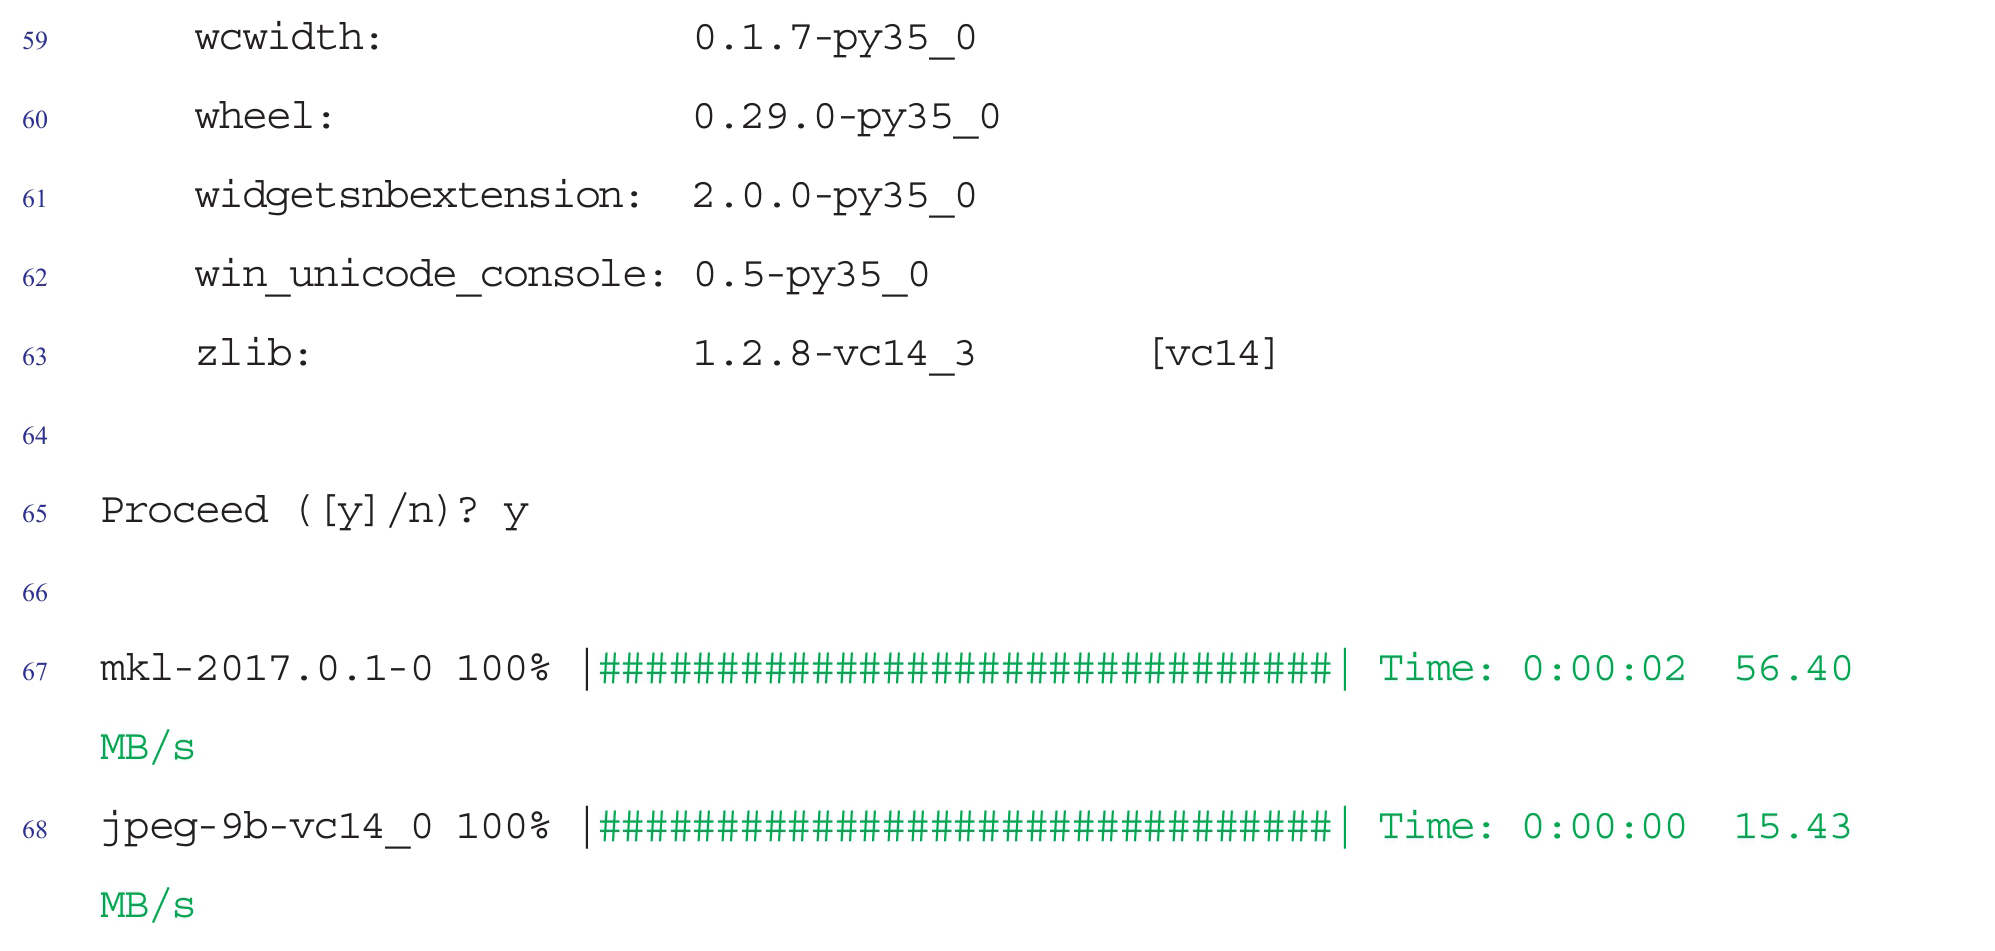 59 wcwidth: 0.1.7-py35_0
60 wheel: 0.29.0-py35_0
61 widgetsnbextension: 2.0.0-py35_0
62 win_unicode_console: 0.5-py35_0
63 zlib: 1.2.8-vc14_3 [vc14]
64
65 Proceed ([y]/n)? y
66
67 mkl-2017.0.1-0 100% |###############################| Time: 0:00:02 56.40
MB/s
68 jpeg-9b-vc14_0 100% |###############################| Time: 0:00:00 15.43
MB/s